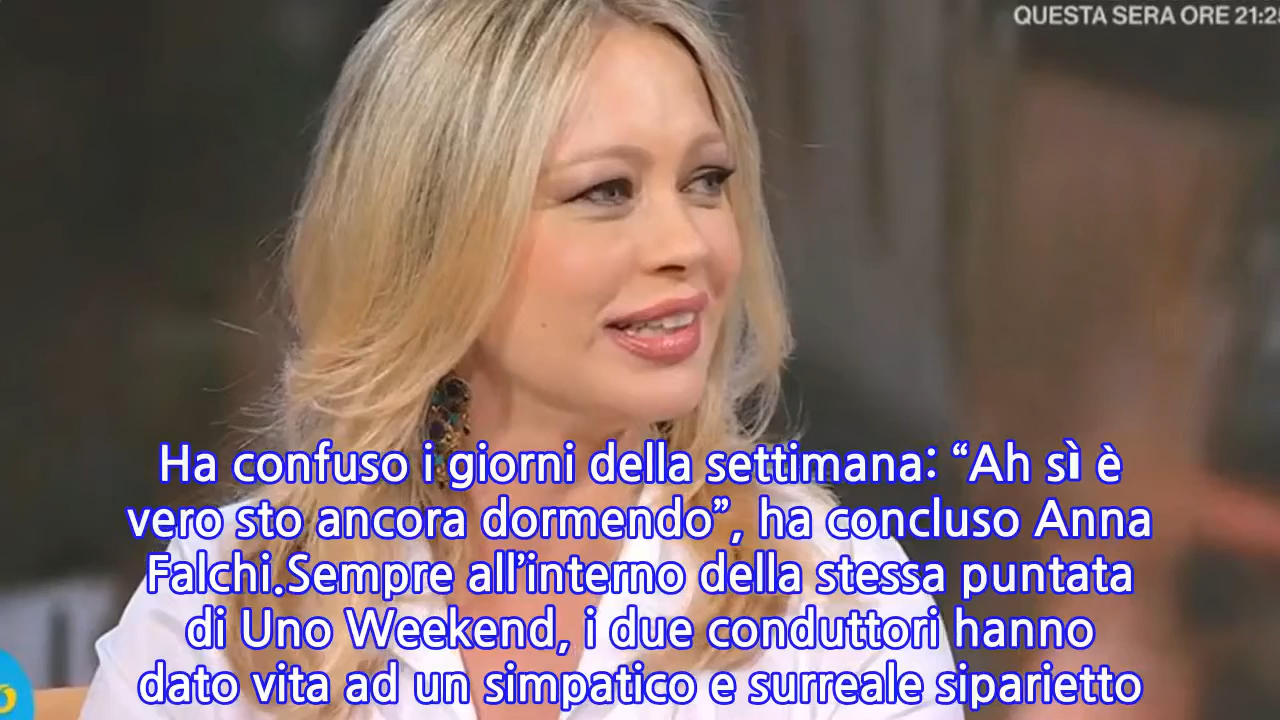 QUESTA SERA ORE 21:25
Ha confuso i giorni della settimana: “Ah sì è
vero sto ancora dormendo”, ha concluso Anna
Falchi.Sempre all’interno della stessa puntata
di Uno Weekend, i due conduttori hanno
dato vita ad un simpatico e surreale siparietto